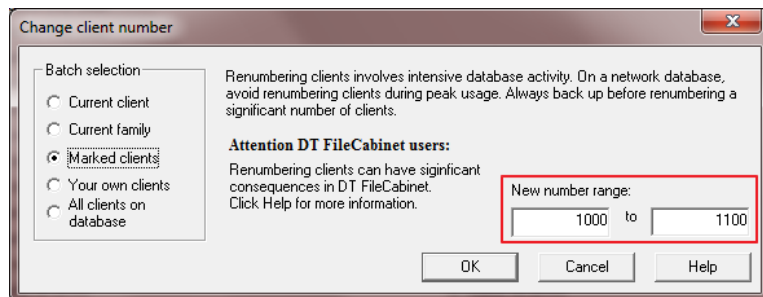 Change client number
Batch selection
Current client
Current family
Marked clients
Your own clients
All clients on
database
Renumbering clients involves intensive database activity. On a network database,
avoid renumbering clients during peak usage. Always back up before renumbering a
significant number of clients.
Attention DT FileCabinet users:
Renumbering clients can have siginficant
consequences in DT FileCabinet.
Click Help for more information.
New number range:
1000 to 1100
OK Cancel Help